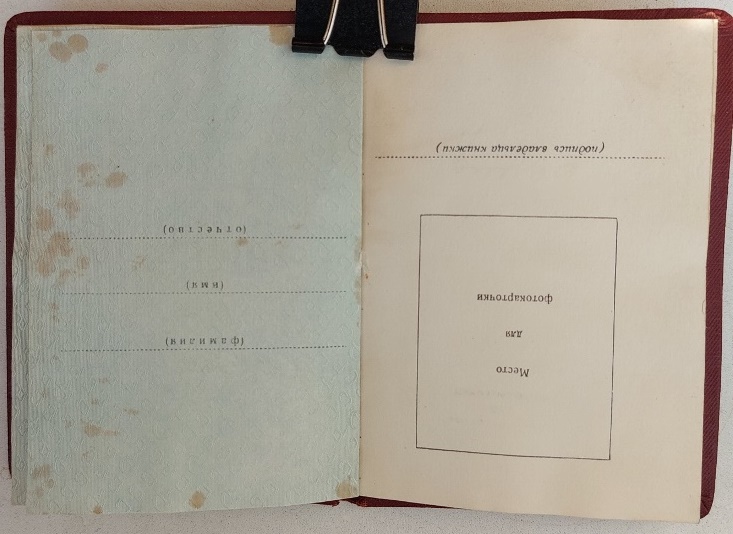 Место
для
фотокарточки
(подпись владельца книжки)
(фамилия)
(имя)
(отчество)